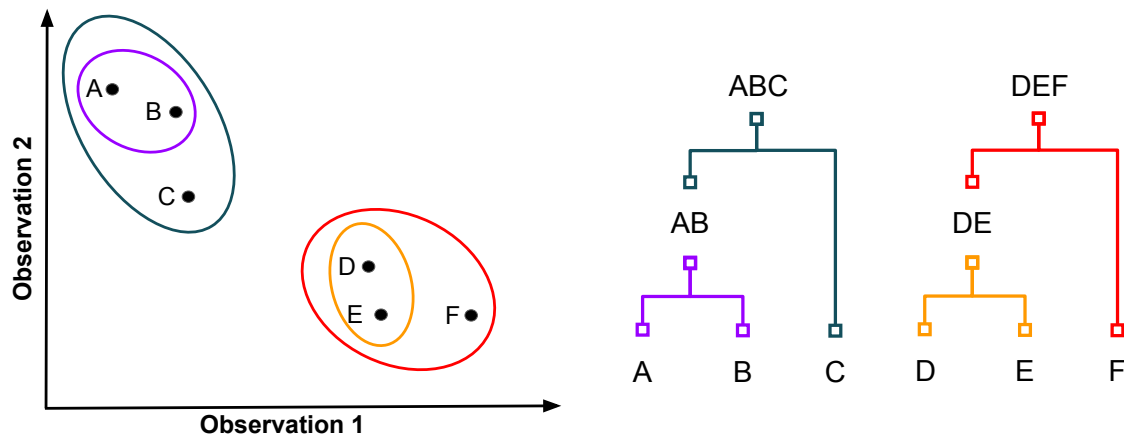 A
B
C
D
E
F
Observation 2
Observation 1
ABC
DEF
AB
DE
A B C D E F